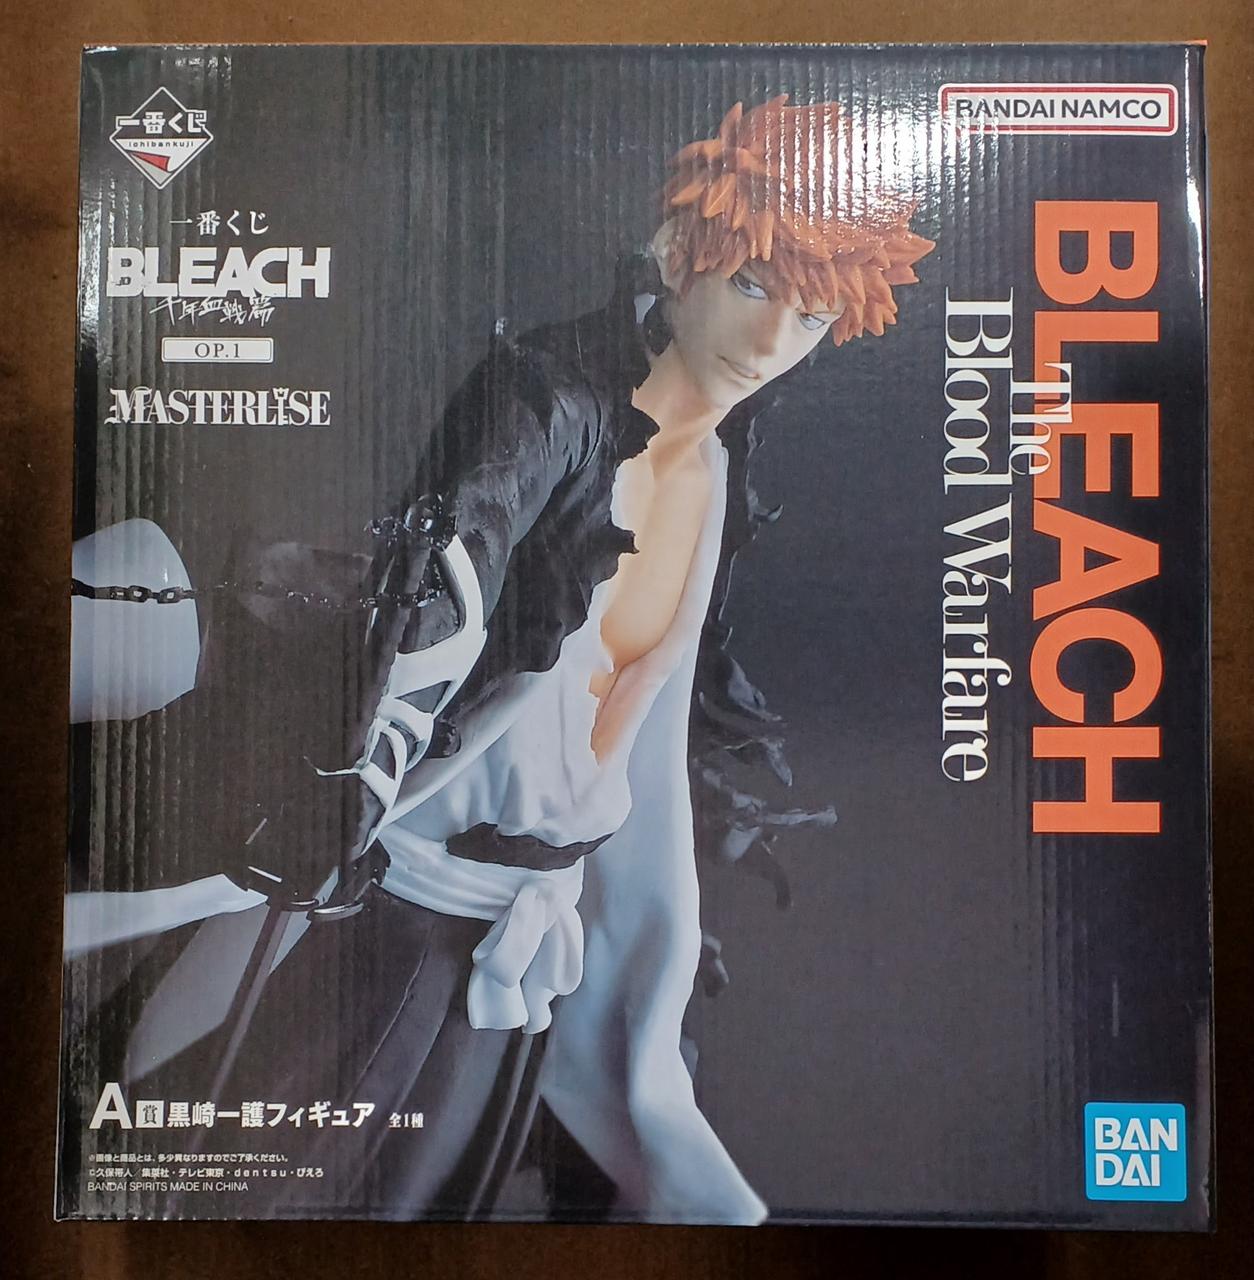 一番くじ
ichibankuji
一番くじ
BLEACH
千年血戦篇
OP.1
MASTERLISE
BANDAI NAMCO
BLEACH
The
Blood Warfare
A賞 黒崎一護フィギュア 全1種
※画像と商品とは、多少異なりますのでご了承ください。
©久保帯人/集英社・テレビ東京・dentsu・ぴえろ
BANDAI SPIRITS MADE IN CHINA
BAN
DAI